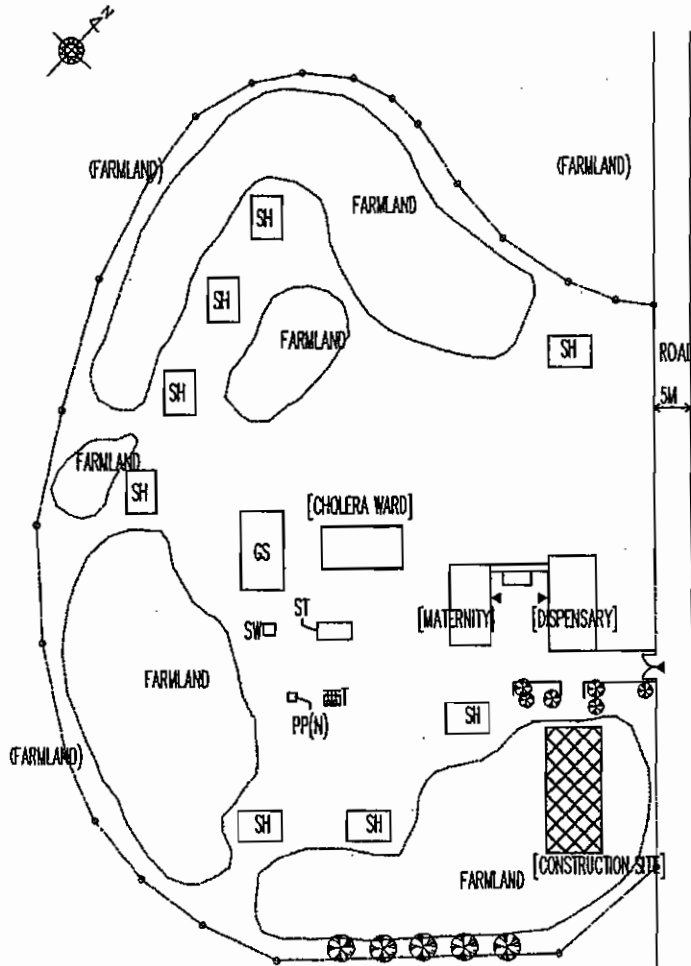 N
(FARMLAND)
(FARMLAND)
FARMLAND
SH
SH
FARMLAND
SH
ROAD
SH
5M
FARMLAND
SH
[CHOLERA WARD]
GS
ST
[MATERNITY]
[DISPENSARY]
SW
FARMLAND
T
PP(N)
SH
(FARMLAND)
SH
SH
[CONSTRUCTION SITE]
FARMLAND